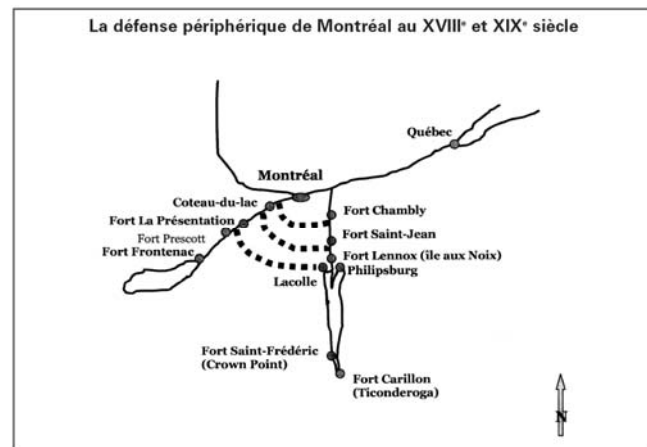 La défense périphérique de Montréal au XVIIIᵉ et XIXᵉ siècle
Québec
Montréal
Coteau-du-lac
Fort Chambly
Fort La Présentation
Fort Prescott
Fort Saint-Jean
Fort Frontenac
Fort Lennox (île aux Noix)
Philipsburg
Lacolle
Fort Saint-Frédéric
(Crown Point)
Fort Carillon
(Ticonderoga)
N